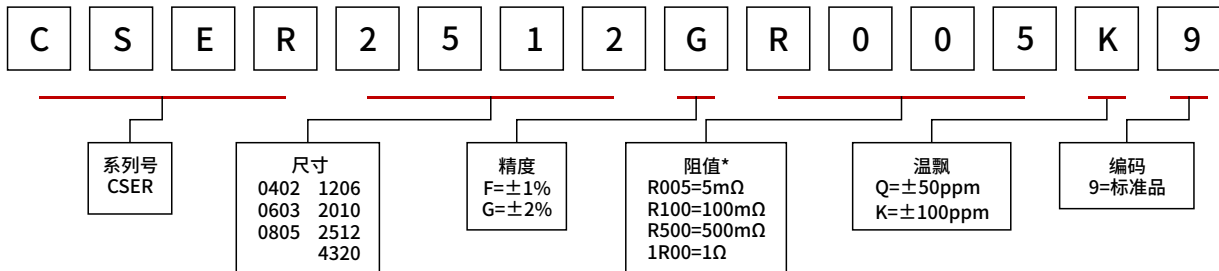 C S E R 2 5 1 2 G R 0 0 5 K 9
系列号
CSER
尺寸
0402 1206
0603 2010
0805 2512
4320
精度
F=±1%
G=±2%
阻值*
R005=5mΩ
R100=100mΩ
R500=500mΩ
1R00=1Ω
温飘
Q=±50ppm
K=±100ppm
编码
9=标准品